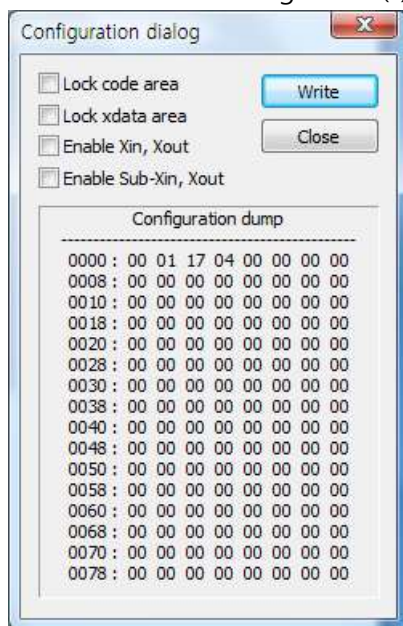 Configuration dialog
Lock code area
Write
Lock xdata area
Close
Enable Xin, Xout
Enable Sub-Xin, Xout
Configuration dump
0000 : 00 01 17 04 00 00 00 00
0008 : 00 00 00 00 00 00 00 00
0010 : 00 00 00 00 00 00 00 00
0018 : 00 00 00 00 00 00 00 00
0020 : 00 00 00 00 00 00 00 00
0028 : 00 00 00 00 00 00 00 00
0030 : 00 00 00 00 00 00 00 00
0038 : 00 00 00 00 00 00 00 00
0040 : 00 00 00 00 00 00 00 00
0048 : 00 00 00 00 00 00 00 00
0050 : 00 00 00 00 00 00 00 00
0058 : 00 00 00 00 00 00 00 00
0060 : 00 00 00 00 00 00 00 00
0068 : 00 00 00 00 00 00 00 00
0070 : 00 00 00 00 00 00 00 00
0078 : 00 00 00 00 00 00 00 00